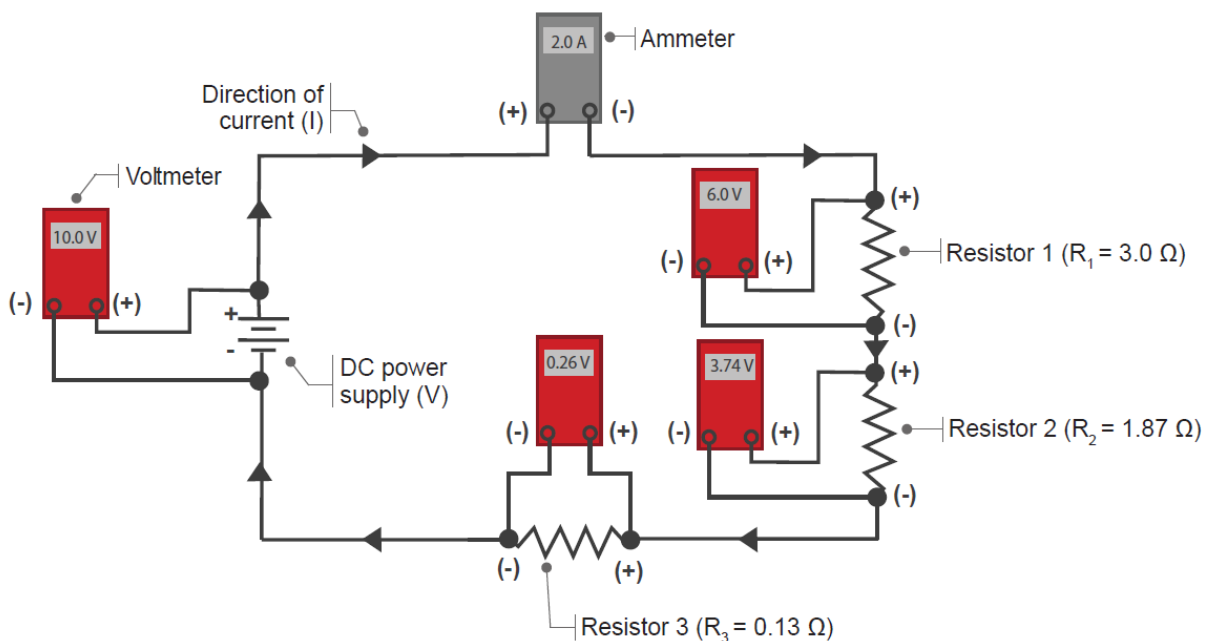 2.0 A
Ammeter
(+)
(-)
Direction of
current (I)
Voltmeter
10.0 V
(-)
(+)
+
-
DC power
supply (V)
6.0 V
(-)
(+)
(+)
Resistor 1 (R₁ = 3.0 Ω)
(-)
0.26 V
(-)
(+)
3.74 V
(-)
(+)
(+)
Resistor 2 (R₂ = 1.87 Ω)
(-)
(-)
(+)
Resistor 3 (R₃ = 0.13 Ω)